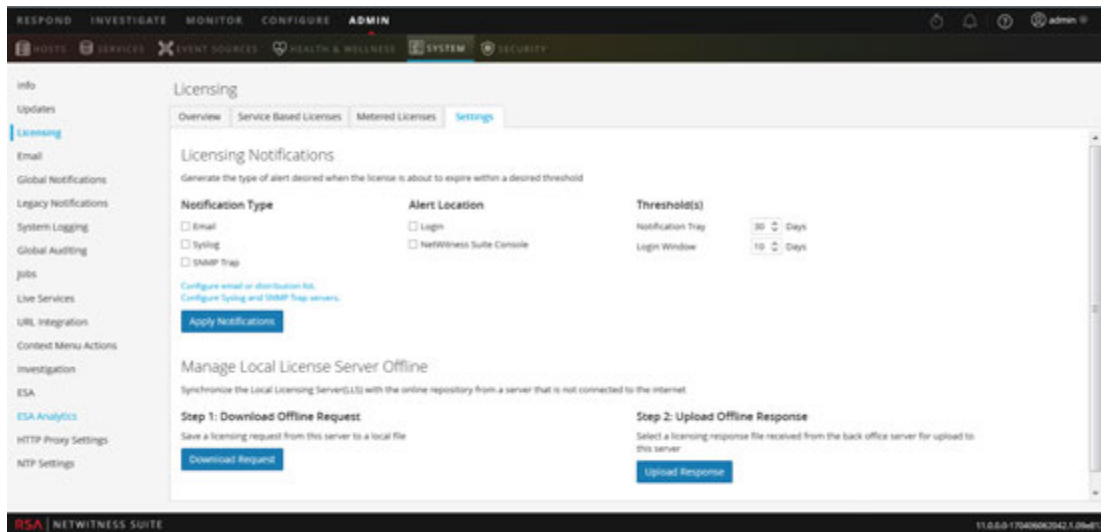 RESPOND INVESTIGATE MONITOR CONFIGURE ADMIN
admin
HOSTS SERVICES EVENT SOURCES HEALTH & WELLNESS SYSTEM SECURITY
Info
Updates
Licensing
Email
Global Notifications
Legacy Notifications
System Logging
Global Auditing
Jobs
Live Services
URL Integration
Context Menu Actions
Investigation
ESA
ESA Analytics
HTTP Proxy Settings
NTP Settings
Licensing
Overview Service Based Licenses Metered Licenses Settings
Licensing Notifications
Generate the type of alert desired when the license is about to expire within a desired threshold
Notification Type Alert Location Threshold(s)
Email Login Notification Tray 30 Days
Syslog NetWitness Suite Console Login Window 10 Days
SNMP Trap
Configure email or distribution list.
Configure Syslog and SNMP Trap servers.
Apply Notifications
Manage Local License Server Offline
Synchronize the Local Licensing Server(LLS) with the online repository from a server that is not connected to the internet
Step 1: Download Offline Request
Save a licensing request from this server to a local file
Download Request
Step 2: Upload Offline Response
Select a licensing response file received from the back office server for upload to
this server
Upload Response
RSA NETWITNESS SUITE